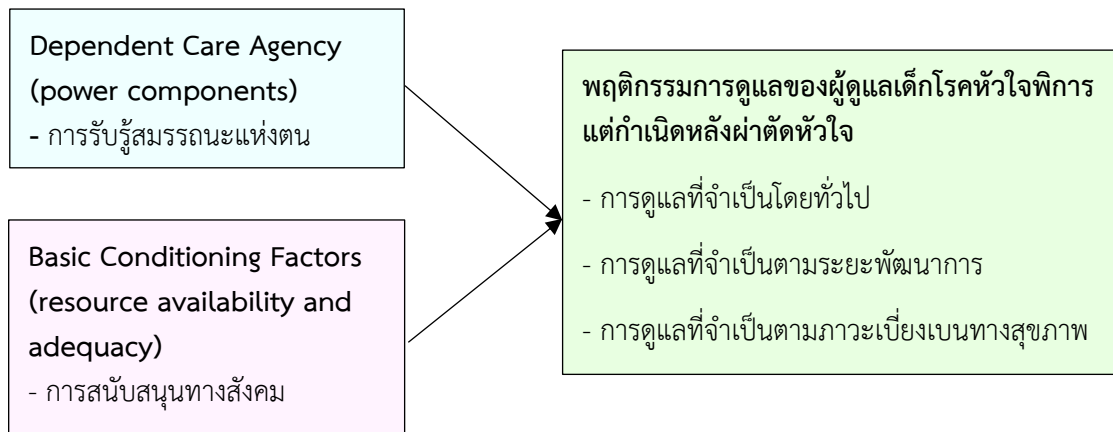 Dependent Care Agency
(power components)
- การรับรู้สมรรถนะแห่งตน
Basic Conditioning Factors
(resource availability and
adequacy)
- การสนับสนุนทางสังคม
พฤติกรรมการดูแลของผู้ดูแลเด็กโรคหัวใจพิการ
แต่กำเนิดหลังผ่าตัดหัวใจ
- การดูแลที่จำเป็นโดยทั่วไป
- การดูแลที่จำเป็นตามระยะพัฒนาการ
- การดูแลที่จำเป็นตามภาวะเบี่ยงเบนทางสุขภาพ